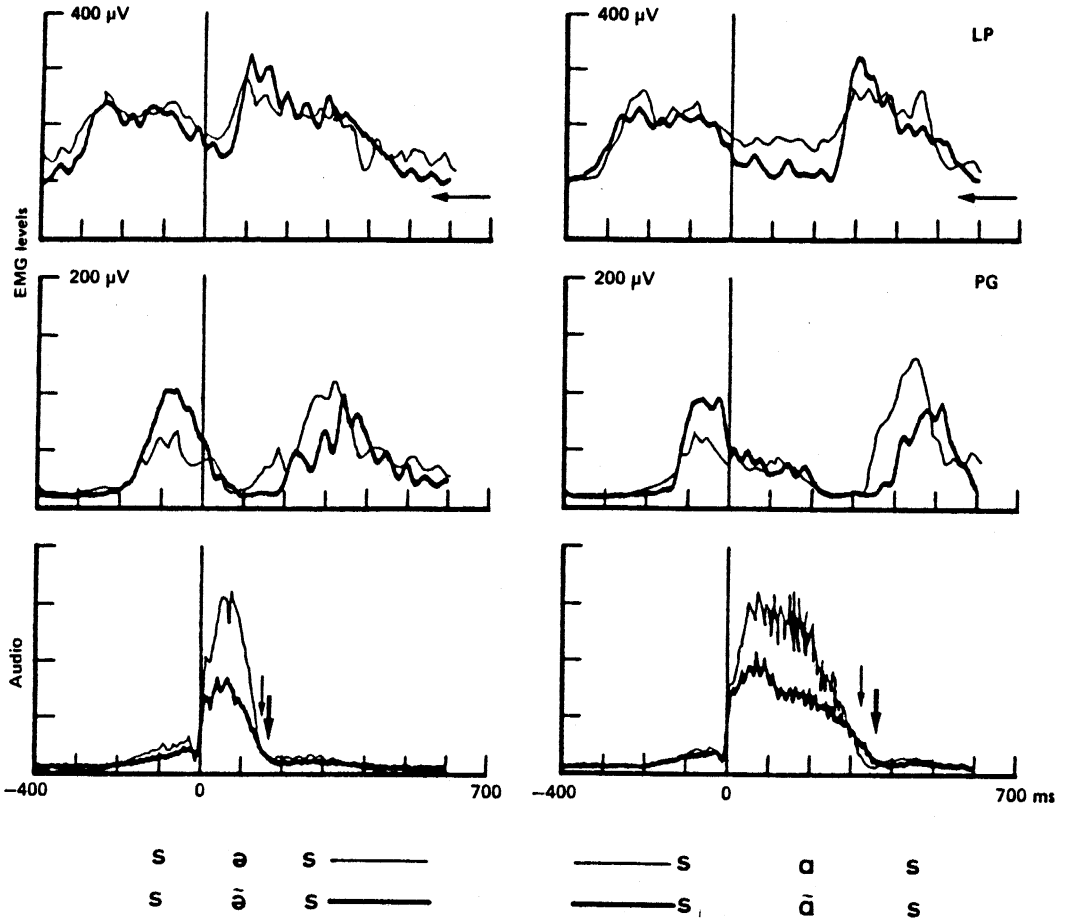 400 µV
400 µV
LP
EMG levels
200 µV
200 µV
PG
Audio
−400 0 700
−400 0 700 ms
s ə s
s a s
s ə̃ s
s ã s